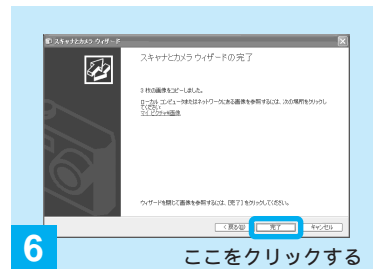 スキャナとカメラ ウィザード
スキャナとカメラ ウィザードの完了
3 枚の画像をコピーしました。
ローカル コンピュータまたはネットワークにある画像を参照するには、次の場所をクリックし
てください:
マイ ピクチャ\画像
ウィザードを閉じて画像を参照するには、[完了] をクリックしてください。
< 戻る(B) 完了 キャンセル
6
ここをクリックする